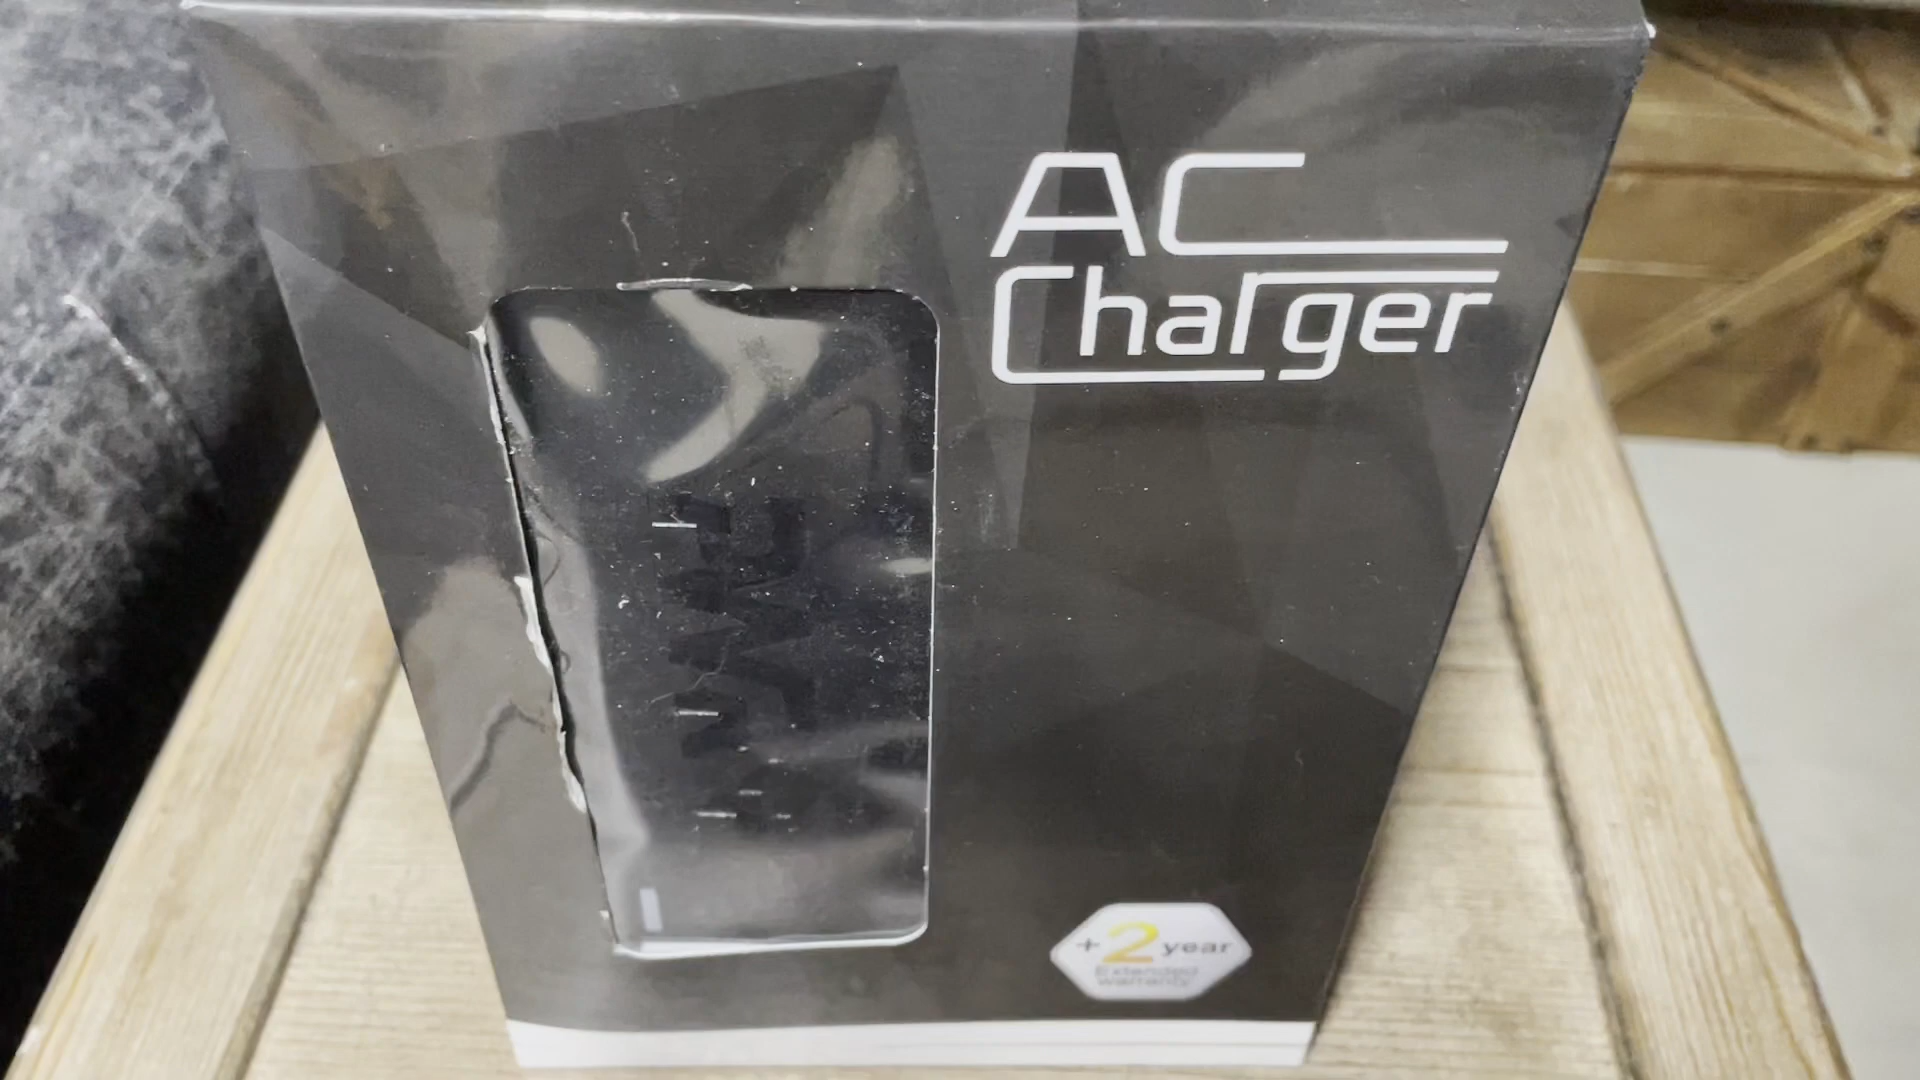 AC
Charger
+2 year
Extended
warranty